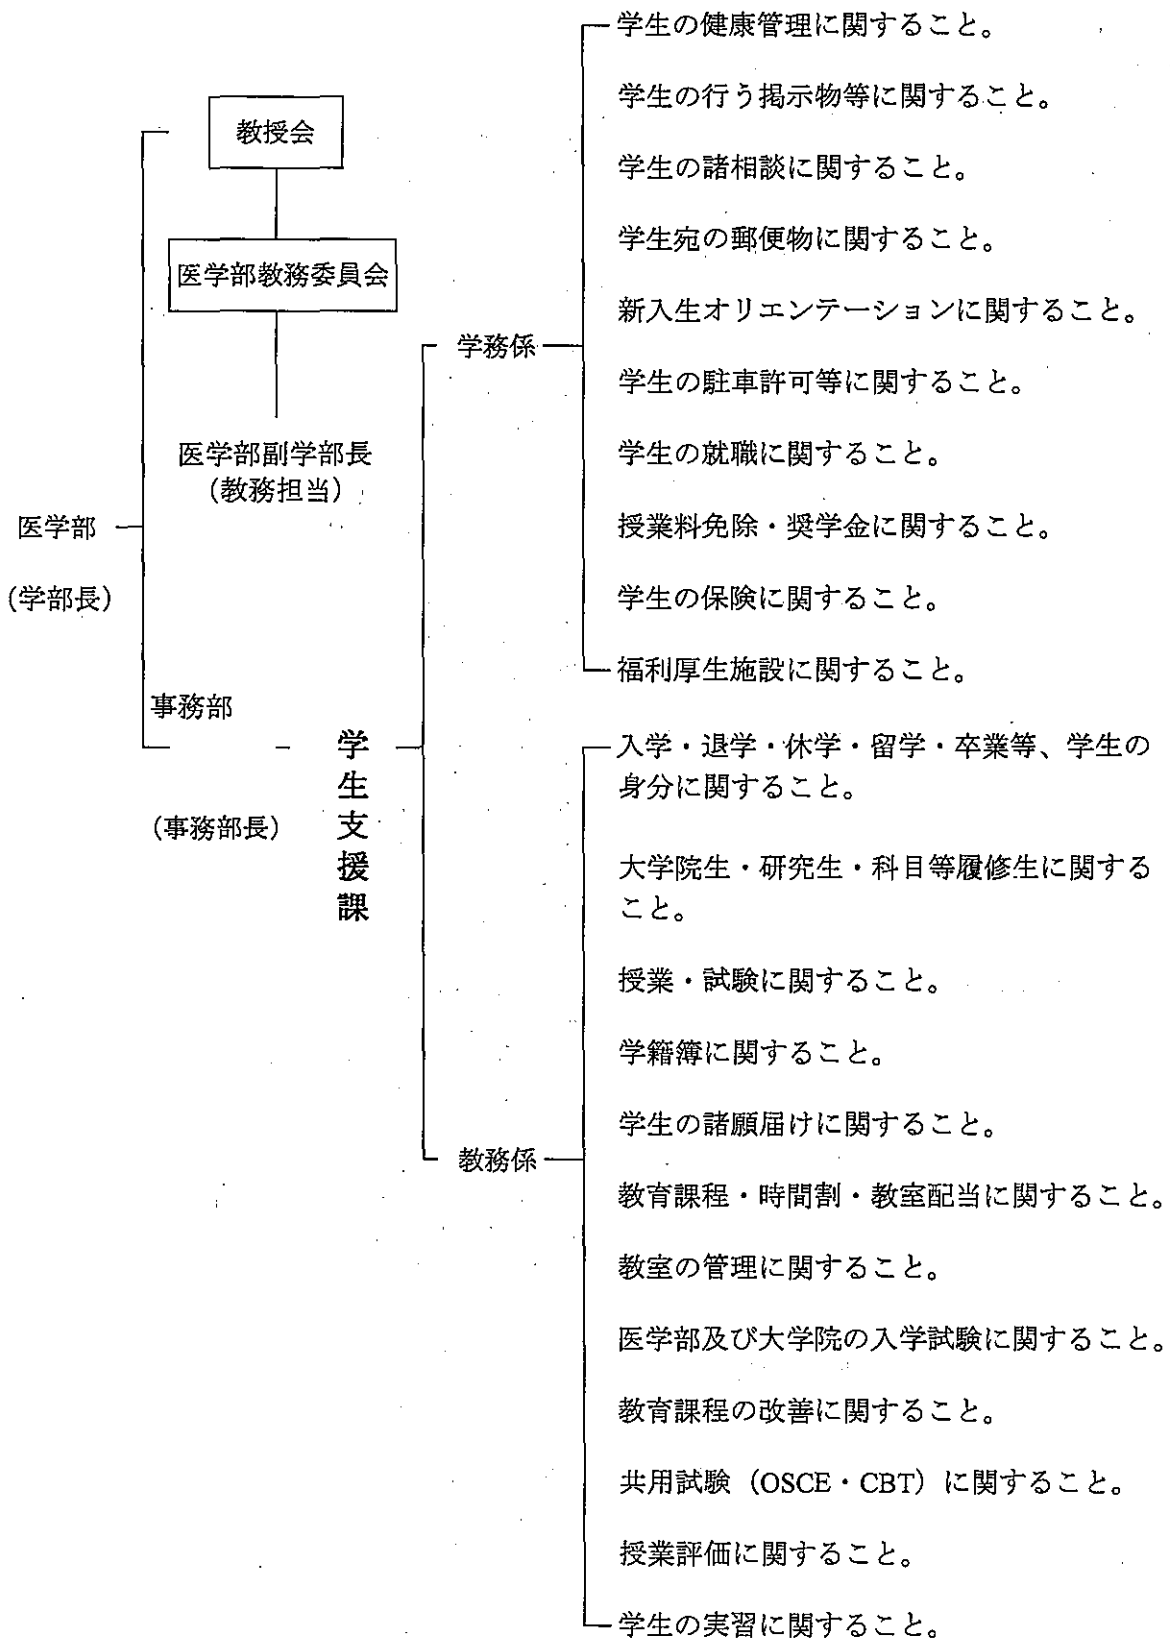 医学部
(学部長)
教授会
医学部教務委員会
医学部副学部長
(教務担当)
事務部
(事務部長)
学生支援課
学務係
学生の健康管理に関すること。
学生の行う掲示物等に関すること。
学生の諸相談に関すること。
学生宛の郵便物に関すること。
新入生オリエンテーションに関すること。
学生の駐車許可等に関すること。
学生の就職に関すること。
授業料免除・奨学金に関すること。
学生の保険に関すること。
福利厚生施設に関すること。
教務係
入学・退学・休学・留学・卒業等、学生の
身分に関すること。
大学院生・研究生・科目等履修生に関する
こと。
授業・試験に関すること。
学籍簿に関すること。
学生の諸願届けに関すること。
教育課程・時間割・教室配当に関すること。
教室の管理に関すること。
医学部及び大学院の入学試験に関すること。
教育課程の改善に関すること。
共用試験（OSCE・CBT）に関すること。
授業評価に関すること。
学生の実習に関すること。